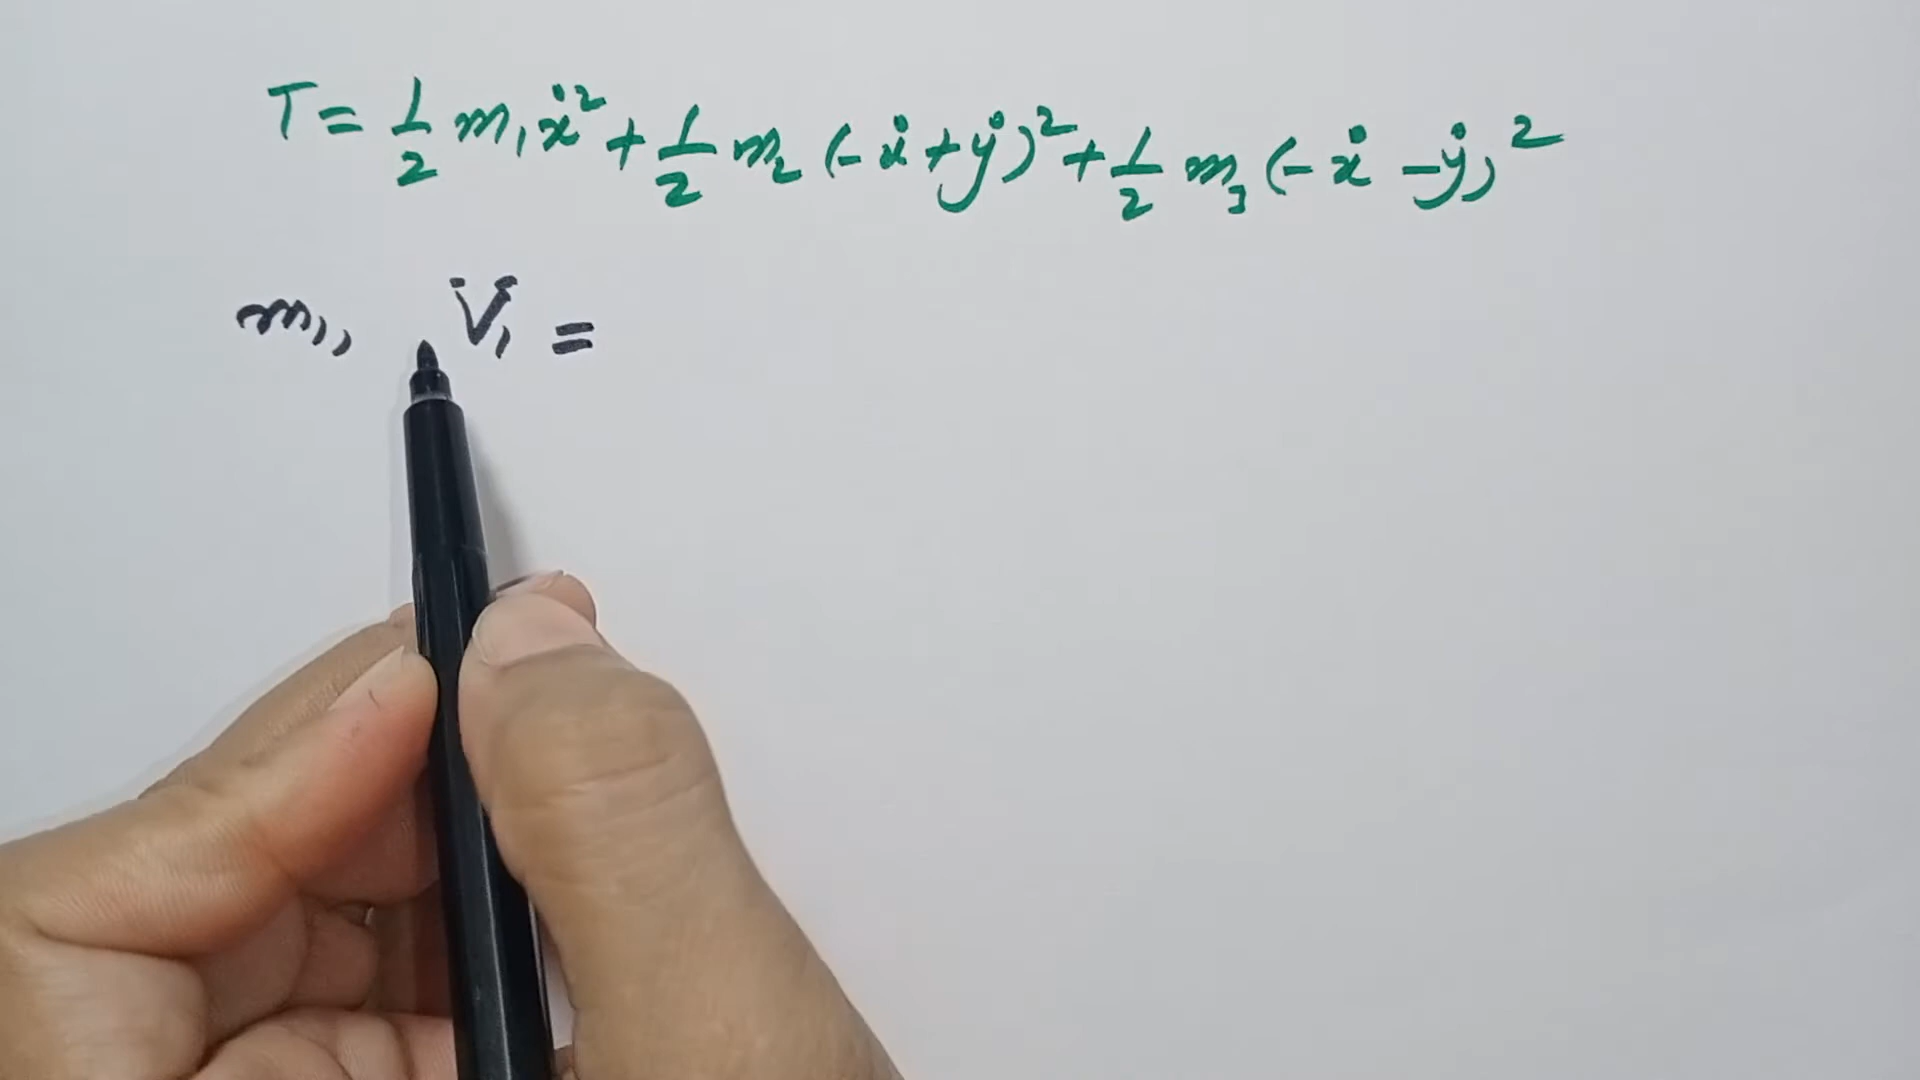 T = 1/2 m₁ẋ² + 1/2 m₂ (-ẋ + ẏ)² + 1/2 m₃ (-ẋ - ẏ)²
m₁, V₁ =